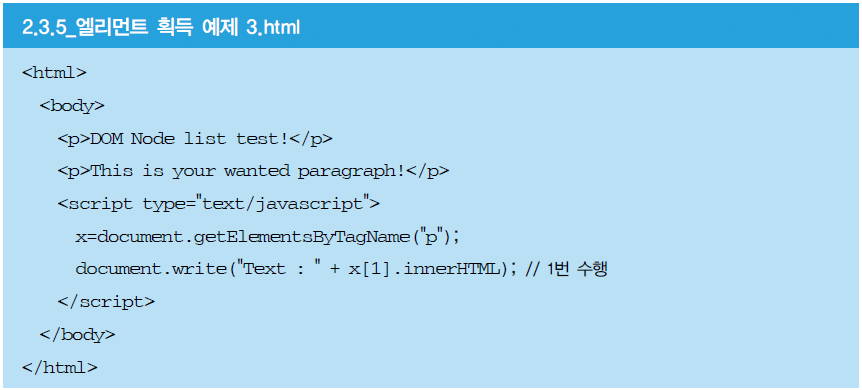 2.3.5_엘리먼트 획득 예제 3.html
<html>
<body>
<p>DOM Node list test!</p>
<p>This is your wanted paragraph!</p>
<script type="text/javascript">
x=document.getElementsByTagName("p");
document.write("Text : " + x[1].innerHTML); // 1번 수행
</script>
</body>
</html>